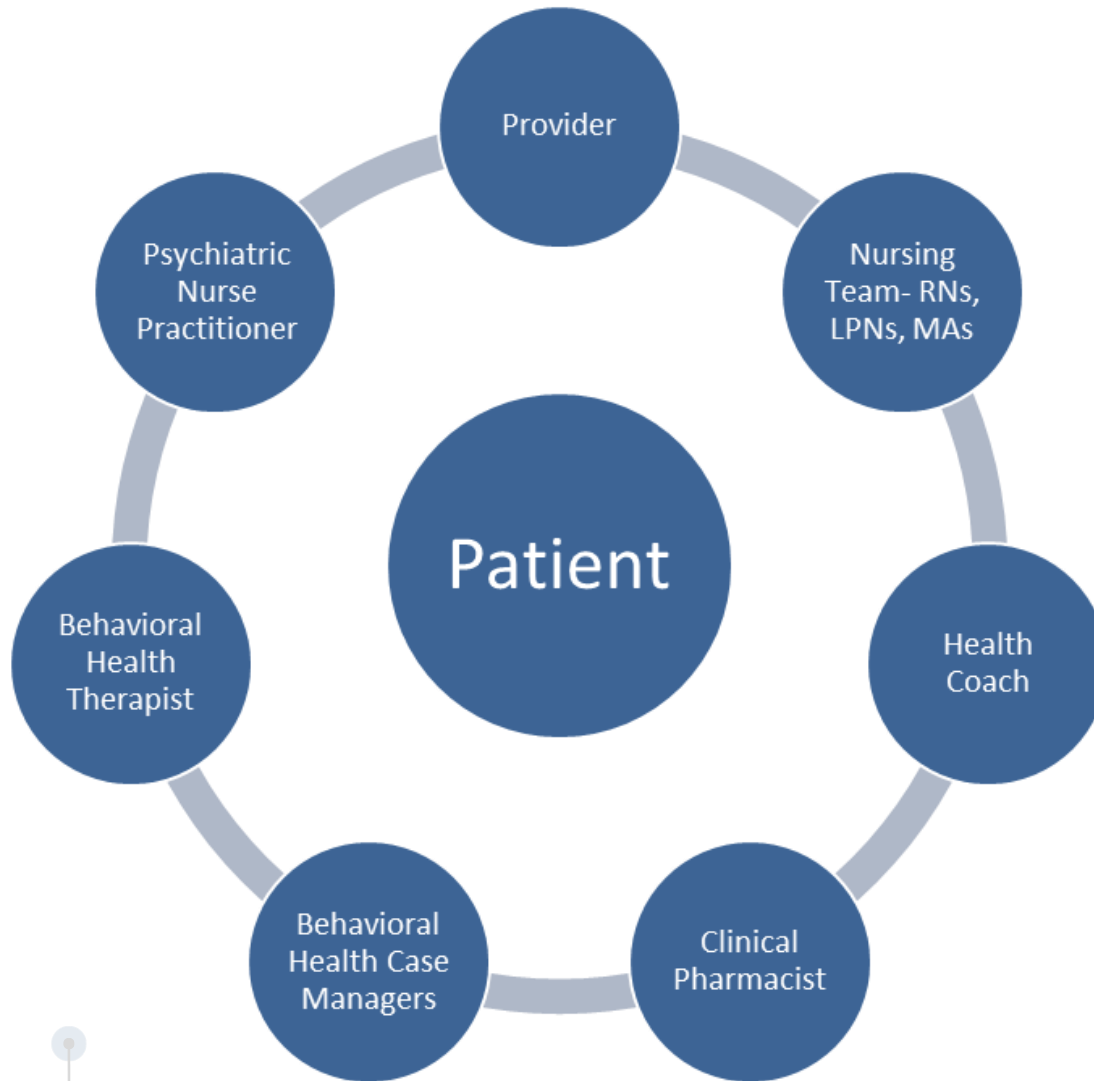 Provider
Nursing
Team- RNs,
LPNs, MAs
Health
Coach
Clinical
Pharmacist
Behavioral
Health Case
Managers
Behavioral
Health
Therapist
Psychiatric
Nurse
Practitioner
Patient